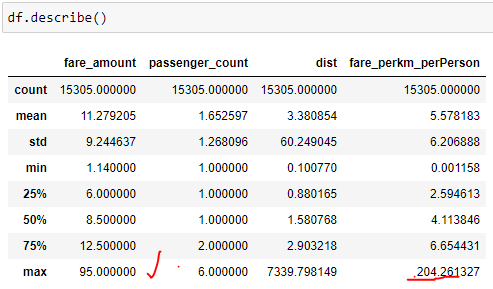 df.describe()
fare_amount passenger_count dist fare_perkm_perPerson
count 15305.000000 15305.000000 15305.000000 15305.000000
mean 11.279205 1.652597 3.380854 5.578183
std 9.244637 1.268096 60.249045 6.206888
min 1.140000 1.000000 0.100770 0.001158
25% 6.000000 1.000000 0.880165 2.594613
50% 8.500000 1.000000 1.580768 4.113846
75% 12.500000 2.000000 2.903218 6.654431
max 95.000000 6.000000 7339.798149 204.261327